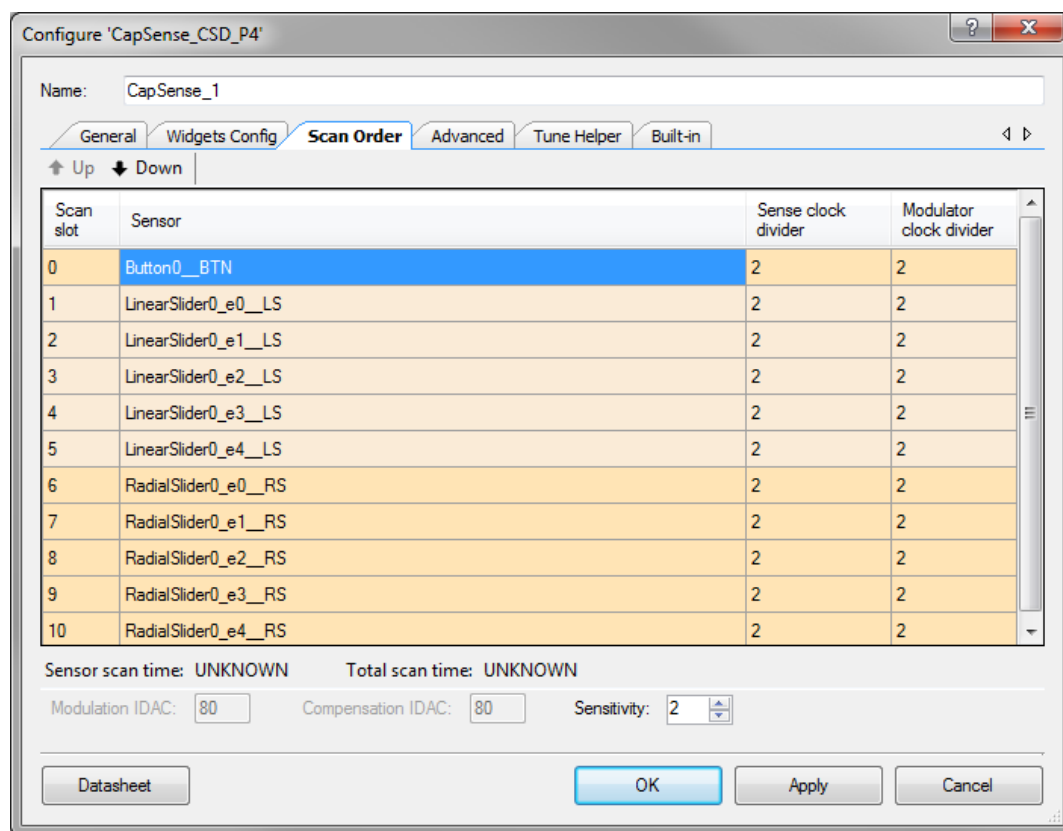 Configure 'CapSense_CSD_P4'
Name: CapSense_1
General Widgets Config Scan Order Advanced Tune Helper Built-in
Up Down
Scan slot Sensor Sense clock divider Modulator clock divider
0 Button0__BTN 2 2
1 LinearSlider0_e0__LS 2 2
2 LinearSlider0_e1__LS 2 2
3 LinearSlider0_e2__LS 2 2
4 LinearSlider0_e3__LS 2 2
5 LinearSlider0_e4__LS 2 2
6 RadialSlider0_e0__RS 2 2
7 RadialSlider0_e1__RS 2 2
8 RadialSlider0_e2__RS 2 2
9 RadialSlider0_e3__RS 2 2
10 RadialSlider0_e4__RS 2 2
Sensor scan time: UNKNOWN Total scan time: UNKNOWN
Modulation IDAC: 80 Compensation IDAC: 80 Sensitivity: 2
Datasheet OK Apply Cancel